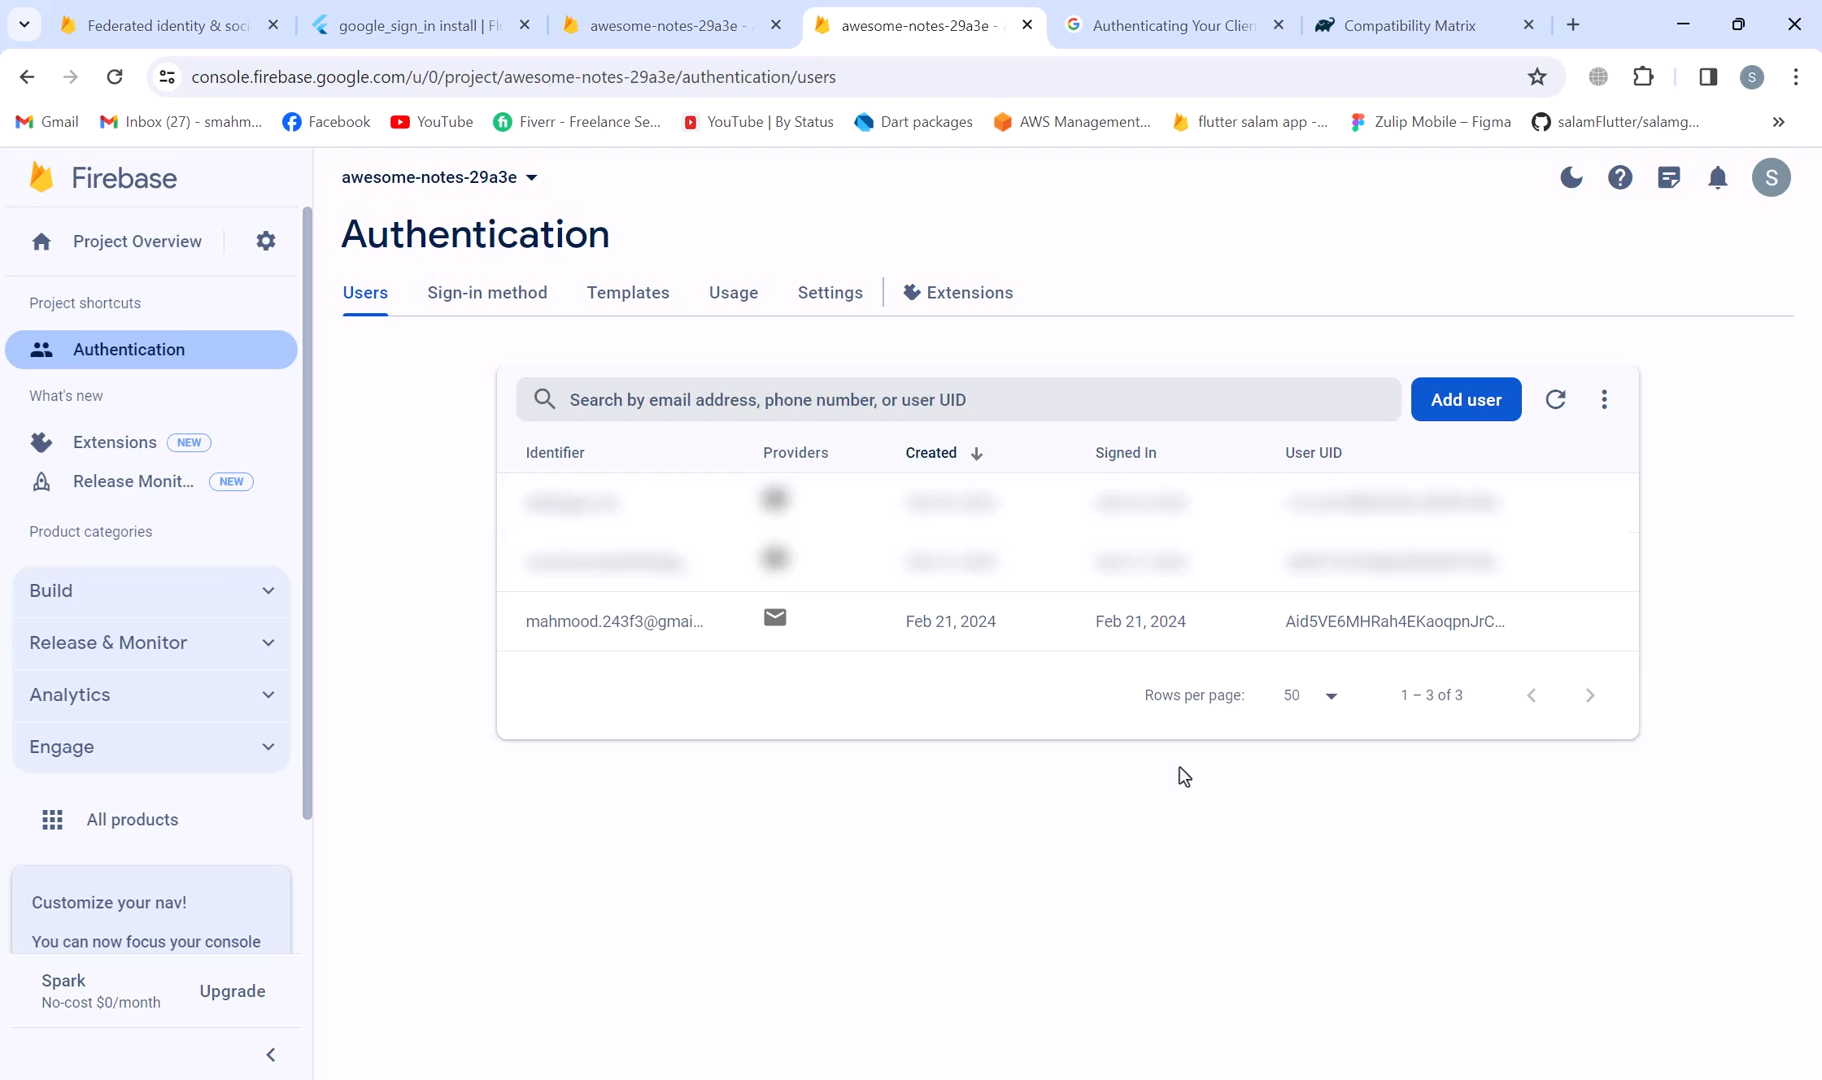 Federated identity & soci
google_sign_in install | Fl
awesome-notes-29a3e -
awesome-notes-29a3e -
Authenticating Your Clien
Compatibility Matrix
console.firebase.google.com/u/0/project/awesome-notes-29a3e/authentication/users
S
Gmail
Inbox (27) - smahm...
Facebook
YouTube
Fiverr - Freelance Se...
YouTube | By Status
Dart packages
AWS Management...
flutter salam app -...
Zulip Mobile – Figma
salamFlutter/salamg...
Firebase
awesome-notes-29a3e
S
Project Overview
Authentication
Users
Sign-in method
Templates
Usage
Settings
Extensions
Project shortcuts
Authentication
What's new
Extensions NEW
Release Monit... NEW
Product categories
Build
Release & Monitor
Analytics
Engage
All products
Customize your nav!
You can now focus your console
Spark
No-cost $0/month
Upgrade
Search by email address, phone number, or user UID
Add user
Identifier Providers Created Signed In User UID
mahmood.243f3@gmai... Feb 21, 2024 Feb 21, 2024 Aid5VE6MHRah4EKaoqpnJrC...
Rows per page: 50 1 – 3 of 3